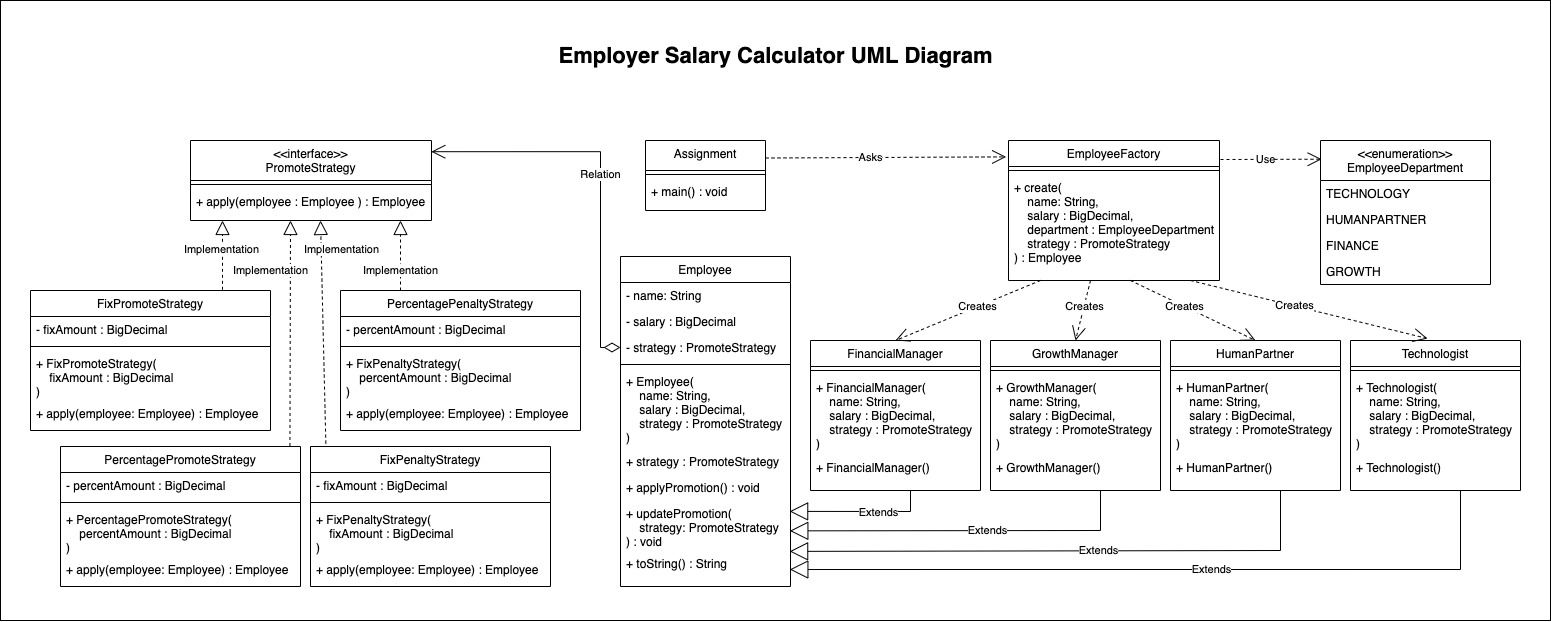 Employer Salary Calculator UML Diagram
<<interface>>
PromoteStrategy
+ apply(employee : Employee ) : Employee
Relation
Assignment
+ main() : void
Asks
EmployeeFactory
+ create(
name: String,
salary : BigDecimal,
department : EmployeeDepartment
strategy : PromoteStrategy
) : Employee
Use
<<enumeration>>
EmployeeDepartment
TECHNOLOGY
HUMANPARTNER
FINANCE
GROWTH
Implementation
Implementation
Implementation
Implementation
FixPromoteStrategy
- fixAmount : BigDecimal
+ FixPromoteStrategy(
fixAmount : BigDecimal
)
+ apply(employee: Employee) : Employee
PercentagePenaltyStrategy
- percentAmount : BigDecimal
+ FixPenaltyStrategy(
percentAmount : BigDecimal
)
+ apply(employee: Employee) : Employee
PercentagePromoteStrategy
- percentAmount : BigDecimal
+ PercentagePromoteStrategy(
percentAmount : BigDecimal
)
+ apply(employee: Employee) : Employee
FixPenaltyStrategy
- fixAmount : BigDecimal
+ FixPenaltyStrategy(
fixAmount : BigDecimal
)
+ apply(employee: Employee) : Employee
Employee
- name: String
- salary : BigDecimal
- strategy : PromoteStrategy
+ Employee(
name: String,
salary : BigDecimal,
strategy : PromoteStrategy
)
+ strategy : PromoteStrategy
+ applyPromotion() : void
+ updatePromotion(
strategy: PromoteStrategy
) : void
+ toString() : String
Creates
Creates
Creates
Creates
FinancialManager
+ FinancialManager(
name: String,
salary : BigDecimal,
strategy : PromoteStrategy
)
+ FinancialManager()
GrowthManager
+ GrowthManager(
name: String,
salary : BigDecimal,
strategy : PromoteStrategy
)
+ GrowthManager()
HumanPartner
+ HumanPartner(
name: String,
salary : BigDecimal,
strategy : PromoteStrategy
)
+ HumanPartner()
Technologist
+ Technologist(
name: String,
salary : BigDecimal,
strategy : PromoteStrategy
)
+ Technologist()
Extends
Extends
Extends
Extends